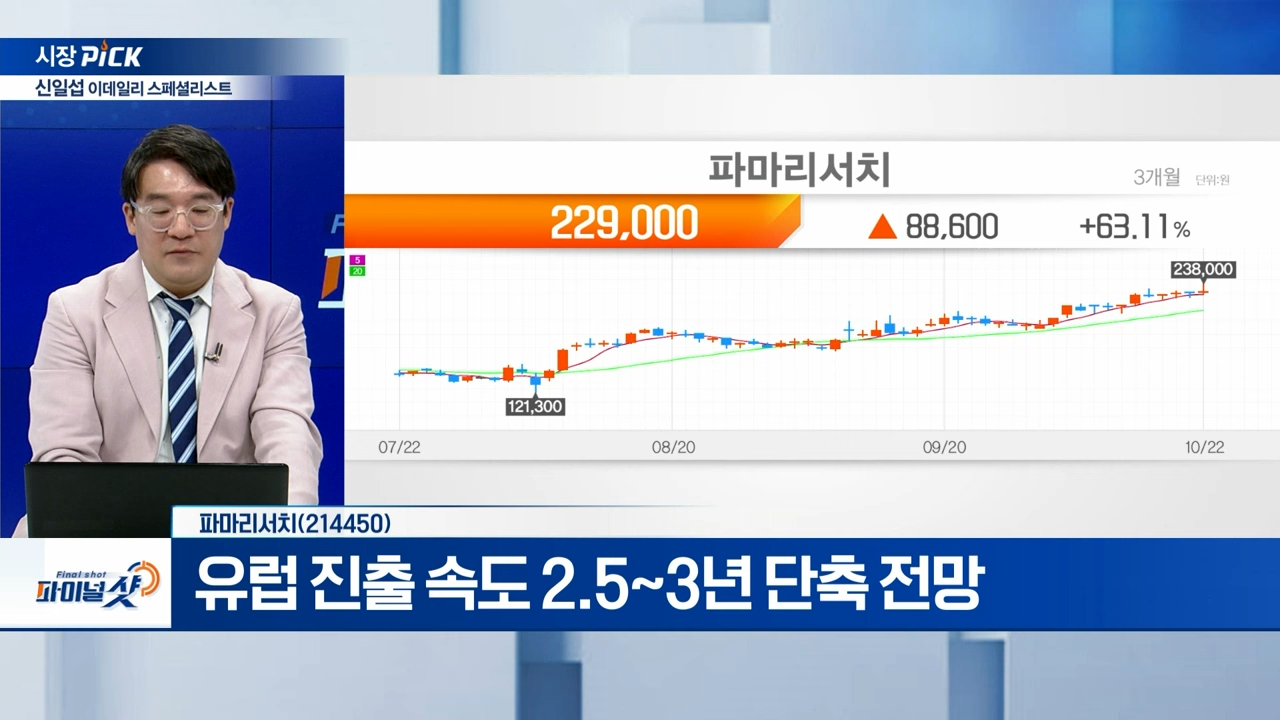 시장 PiCK
신일섭 이데일리 스페셜리스트
파마리서치
3개월 단위:원
229,000 ▲ 88,600 +63.11%
5
20
238,000
121,300
07/22 08/20 09/20 10/22
파마리서치(214450)
Final shot
파이널샷
유럽 진출 속도 2.5~3년 단축 전망